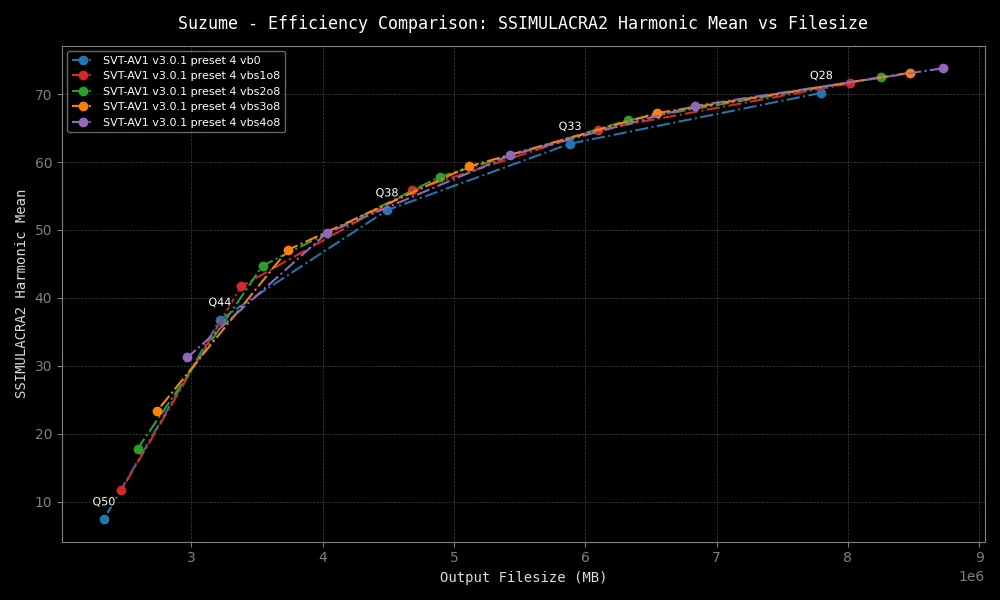 Suzume - Efficiency Comparison: SSIMULACRA2 Harmonic Mean vs Filesize
SVT-AV1 v3.0.1 preset 4 vb0
SVT-AV1 v3.0.1 preset 4 vbs1o8
SVT-AV1 v3.0.1 preset 4 vbs2o8
SVT-AV1 v3.0.1 preset 4 vbs3o8
SVT-AV1 v3.0.1 preset 4 vbs4o8
Q28
Q33
Q38
Q44
Q50
SSIMULACRA2 Harmonic Mean
70
60
50
40
30
20
10
3 4 5 6 7 8 9
1e6
Output Filesize (MB)